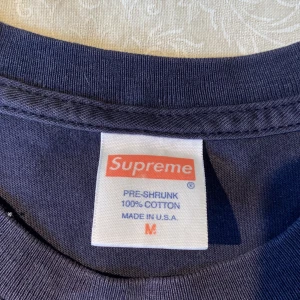 Supreme
®
PRE-SHRUNK
100% COTTON
MADE IN U.S.A.
M